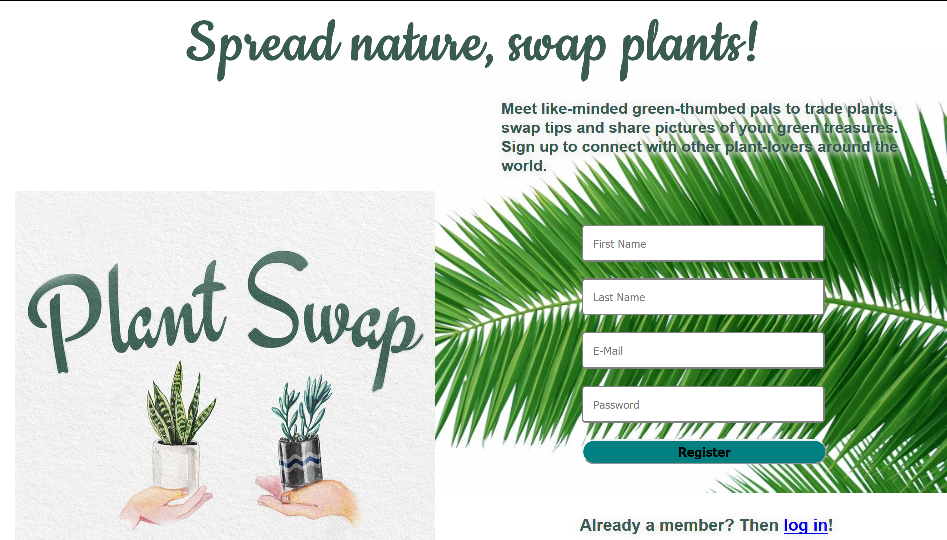 Spread nature, swap plants!
Meet like-minded green-thumbed pals to trade plants,
swap tips and share pictures of your green treasures.
Sign up to connect with other plant-lovers around the
world.
Plant Swap
First Name
Last Name
E-Mail
Password
Register
Already a member? Then log in!